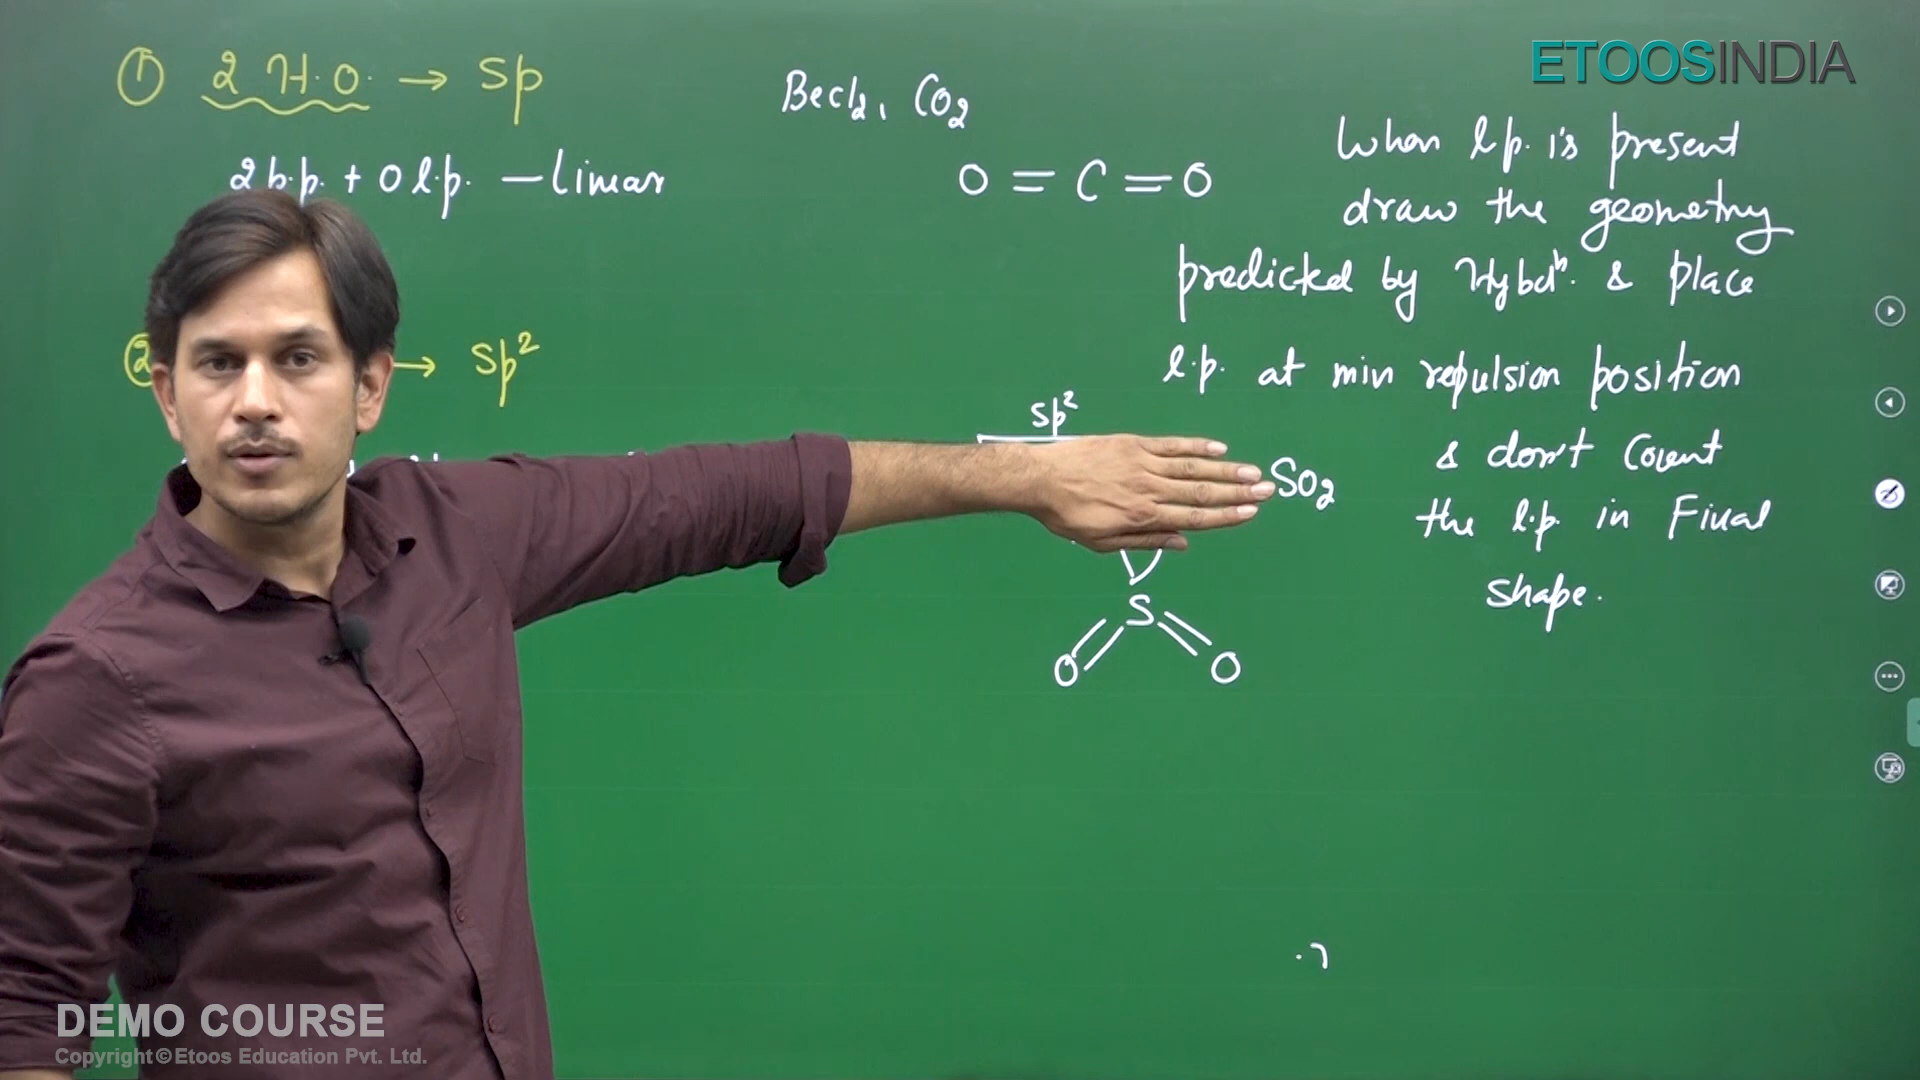 ETOOSINDIA
① 2 H.O. → Sp
2 b.p. + 0 l.p. – Linear
Becl2, CO2
O = C = O
When l.p. is present
draw the geometry
predicted by Hybdn. & place
l.p. at min repulsion position
& don't Count
the l.p. in Final
shape.
② → Sp²
Sp²
SO2
S
O O
DEMO COURSE
Copyright©Etoos Education Pvt. Ltd.